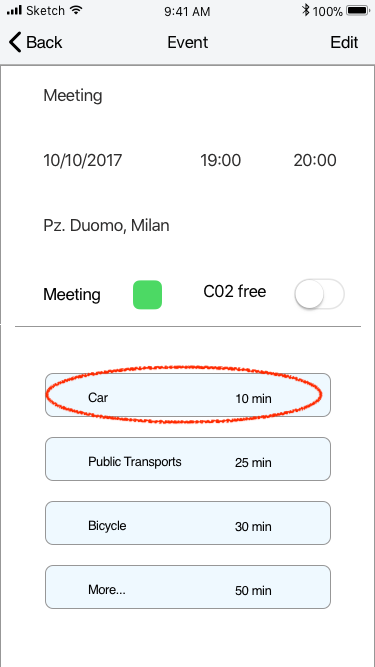 Sketch 9:41 AM 100%
Back Event Edit
Meeting
10/10/2017 19:00 20:00
Pz. Duomo, Milan
Meeting C02 free
Car 10 min
Public Transports 25 min
Bicycle 30 min
More... 50 min